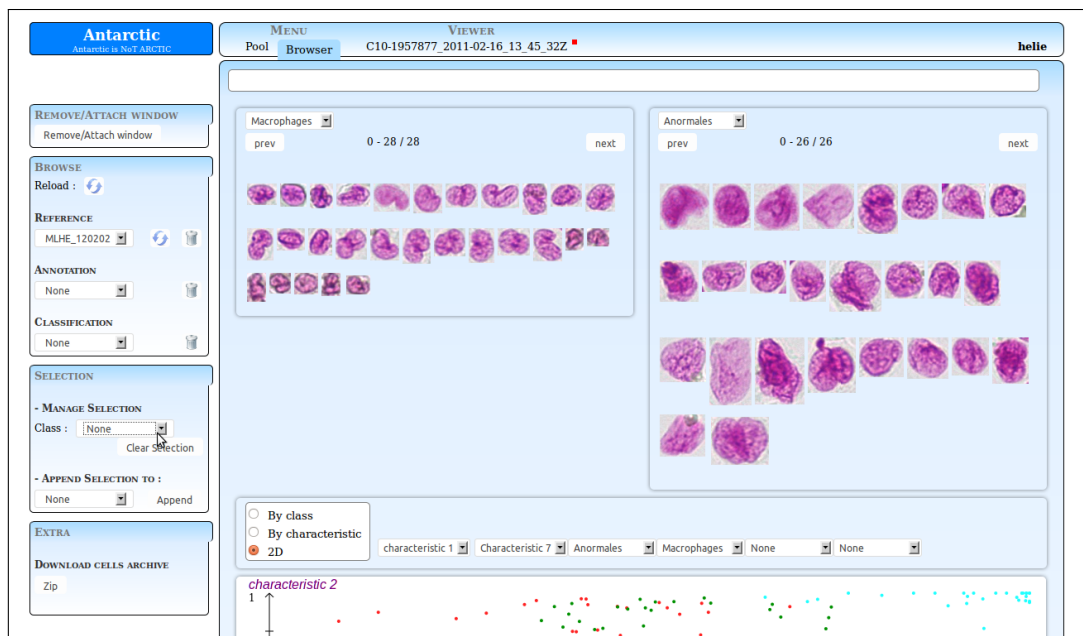 Antarctic
Antarctic is NoT ARCTIC
Menu
Viewer
Pool
Browser
C10-1957877_2011-02-16_13_45_32Z
helie
Remove/Attach window
Remove/Attach window
Browse
Reload :
Reference
MLHE_120202
Annotation
None
Classification
None
Selection
- Manage Selection
Class : None
Clear Selection
- Append Selection to :
None Append
Extra
Download cells archive
Zip
Macrophages
prev 0 - 28 / 28 next
Anormales
prev 0 - 26 / 26 next
By class
By characteristic
2D
characteristic 1 Characteristic 7 Anormales Macrophages None None
characteristic 2
1